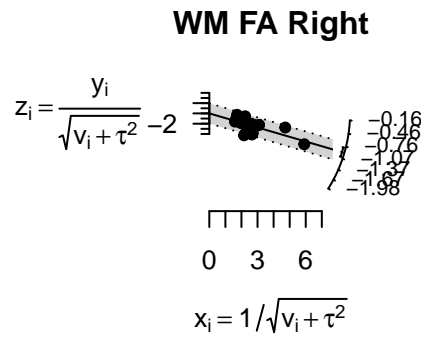 WM FA Right
zᵢ = yᵢ / √(vᵢ + τ²)
−2
−0.16
−0.46
−0.76
−1.07
−1.37
−1.67
−1.98
0 3 6
xᵢ = 1/√(vᵢ + τ²)